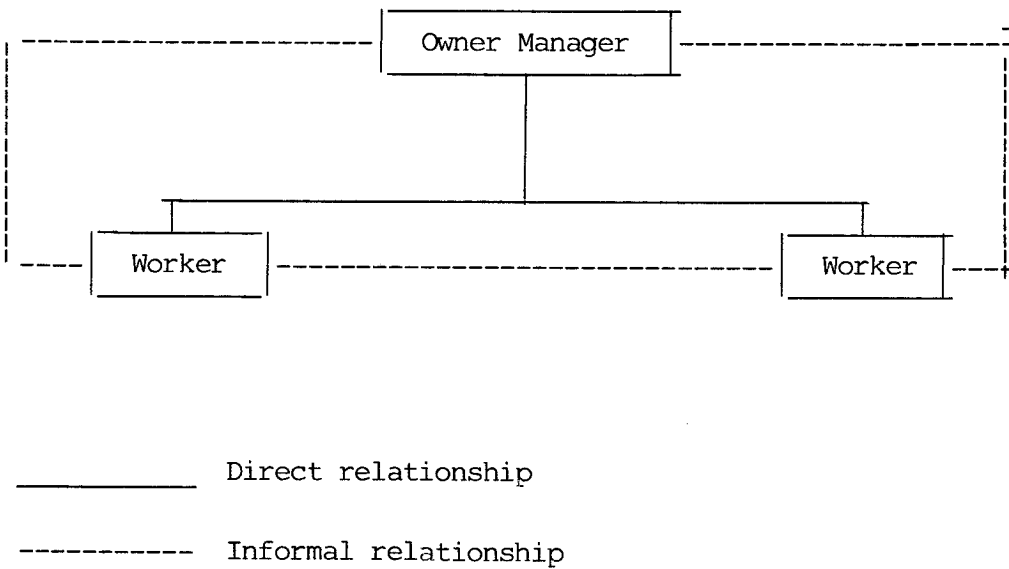 Owner Manager
Worker
Worker
Direct relationship
Informal relationship